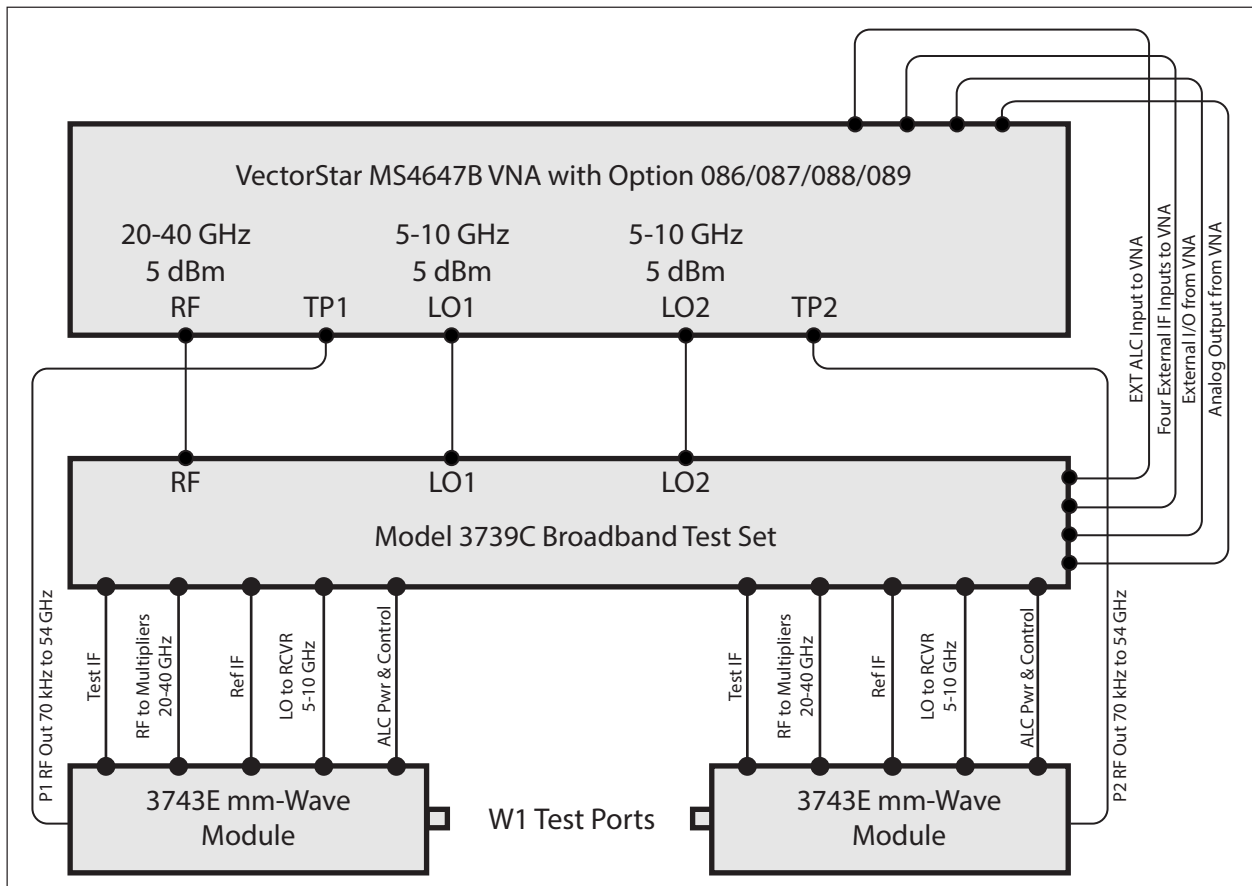 VectorStar MS4647B VNA with Option 086/087/088/089
20-40 GHz
5 dBm
RF
TP1
5-10 GHz
5 dBm
LO1
5-10 GHz
5 dBm
LO2
TP2
EXT ALC Input to VNA
Four External IF Inputs to VNA
External I/O from VNA
Analog Output from VNA
RF
LO1
LO2
Model 3739C Broadband Test Set
P1 RF Out 70 kHz to 54 GHz
Test IF
RF to Multipliers
20-40 GHz
Ref IF
LO to RCVR
5-10 GHz
ALC Pwr & Control
Test IF
RF to Multipliers
20-40 GHz
Ref IF
LO to RCVR
5-10 GHz
ALC Pwr & Control
P2 RF Out 70 kHz to 54 GHz
3743E mm-Wave
Module
W1 Test Ports
3743E mm-Wave
Module